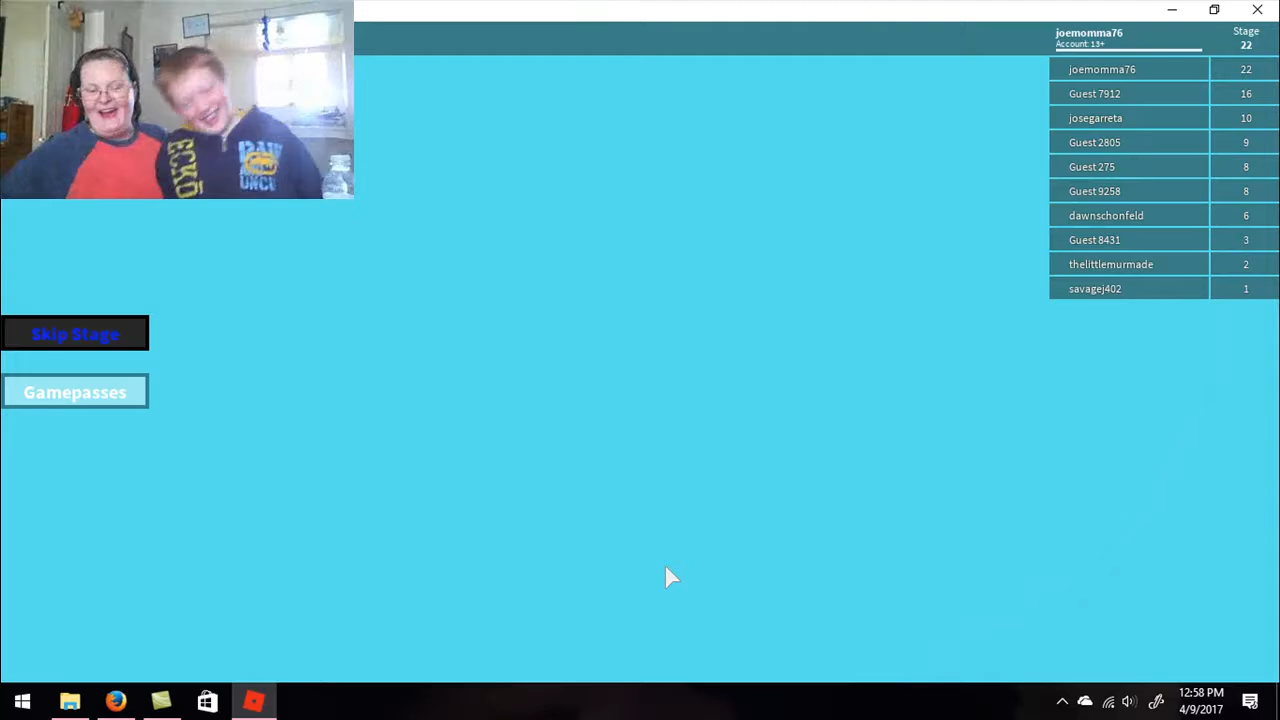 joemomma76
Account: 13+
Stage
22
joemomma76 22
Guest 7912 16
josegarreta 10
Guest 2805 9
Guest 275 8
Guest 9258 8
dawnschonfeld 6
Guest 8431 3
thelittlemurmade 2
savagej402 1
ECKO
UNCU
Skip Stage
Gamepasses
12:58 PM
4/9/2017